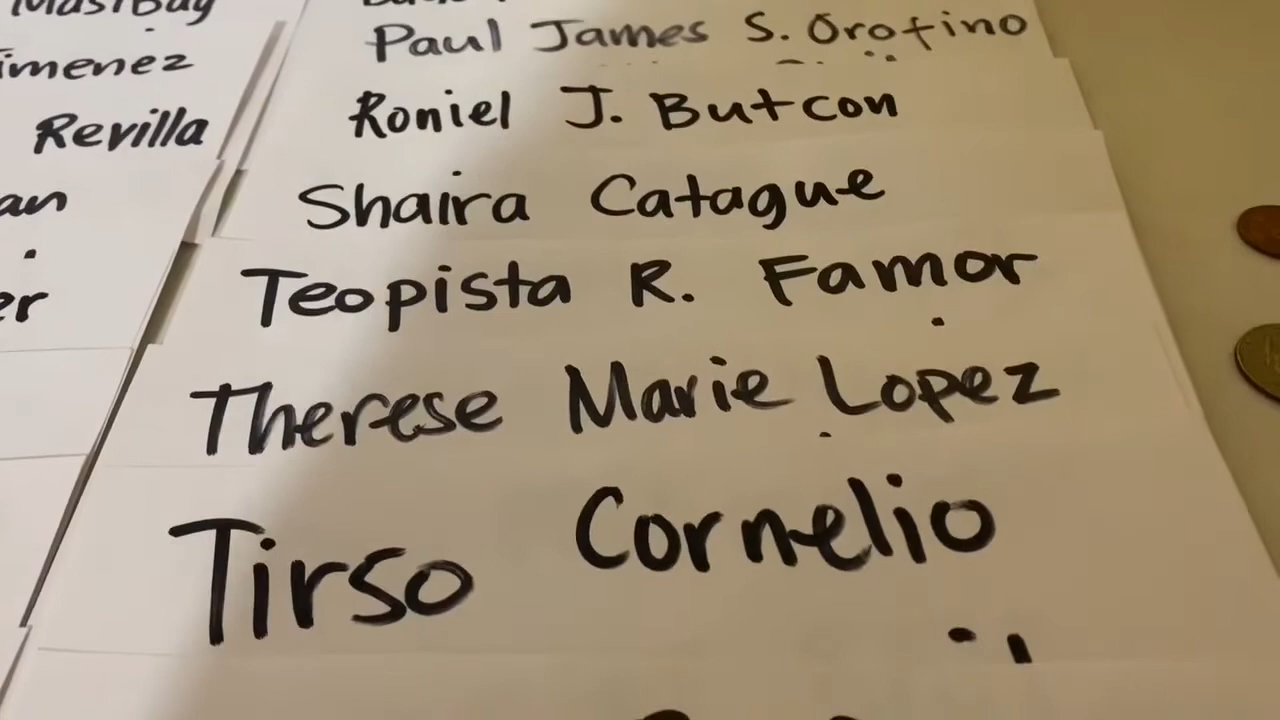 Jimenez
Revilla
Paul James S. Orofino
Roniel J. Butcon
Shaira Catague
Teopista R. Famor
Therese Marie Lopez
Tirso Cornelio